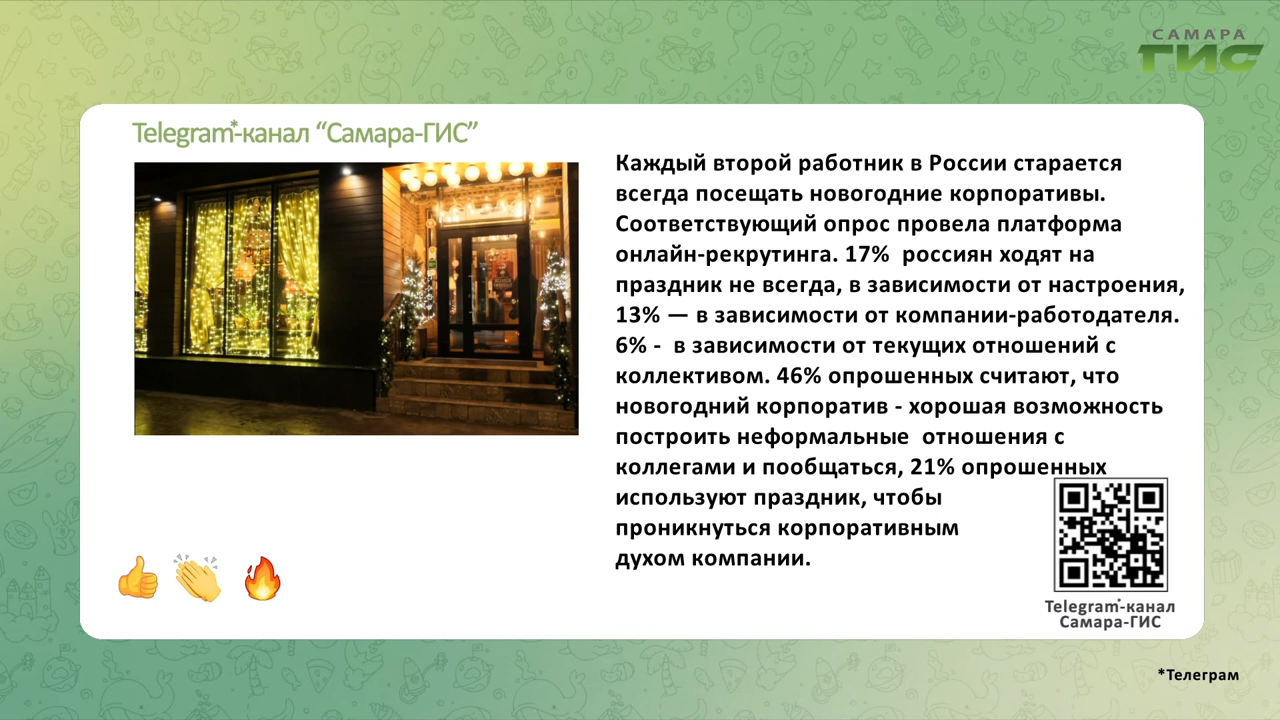 САМАРА
ГИС
Telegram*-канал “Самара-ГИС”
Каждый второй работник в России старается
всегда посещать новогодние корпоративы.
Соответствующий опрос провела платформа
онлайн-рекрутинга. 17%  россиян ходят на
праздник не всегда, в зависимости от настроения,
13% — в зависимости от компании-работодателя.
6% -  в зависимости от текущих отношений с
коллективом. 46% опрошенных считают, что
новогодний корпоратив - хорошая возможность
построить неформальные  отношения с
коллегами и пообщаться, 21% опрошенных
используют праздник, чтобы
проникнуться корпоративным
духом компании.
Telegram*-канал
Самара-ГИС
*Телеграм